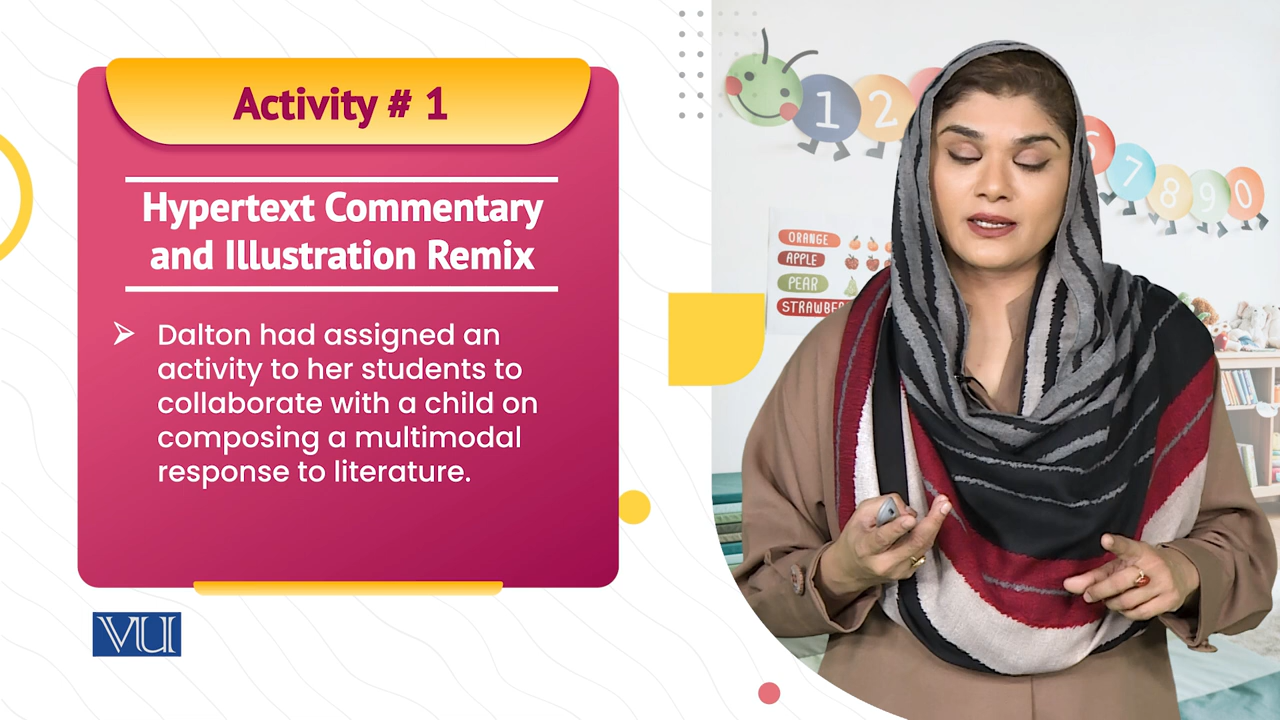 Activity # 1
Hypertext Commentary
and Illustration Remix
Dalton had assigned an
activity to her students to
collaborate with a child on
composing a multimodal
response to literature.
VU
1 2
6 7 8 9 0
ORANGE
APPLE
PEAR